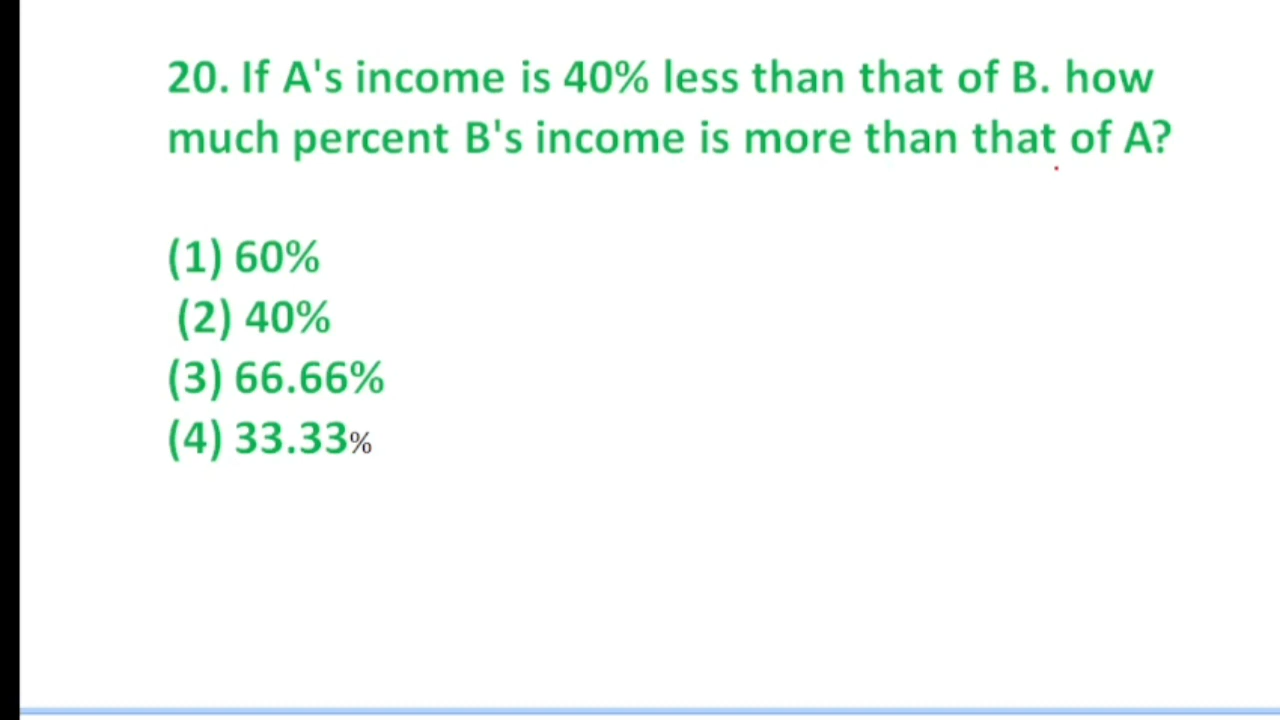 20. If A's income is 40% less than that of B. how
much percent B's income is more than that of A?
(1) 60%
(2) 40%
(3) 66.66%
(4) 33.33%